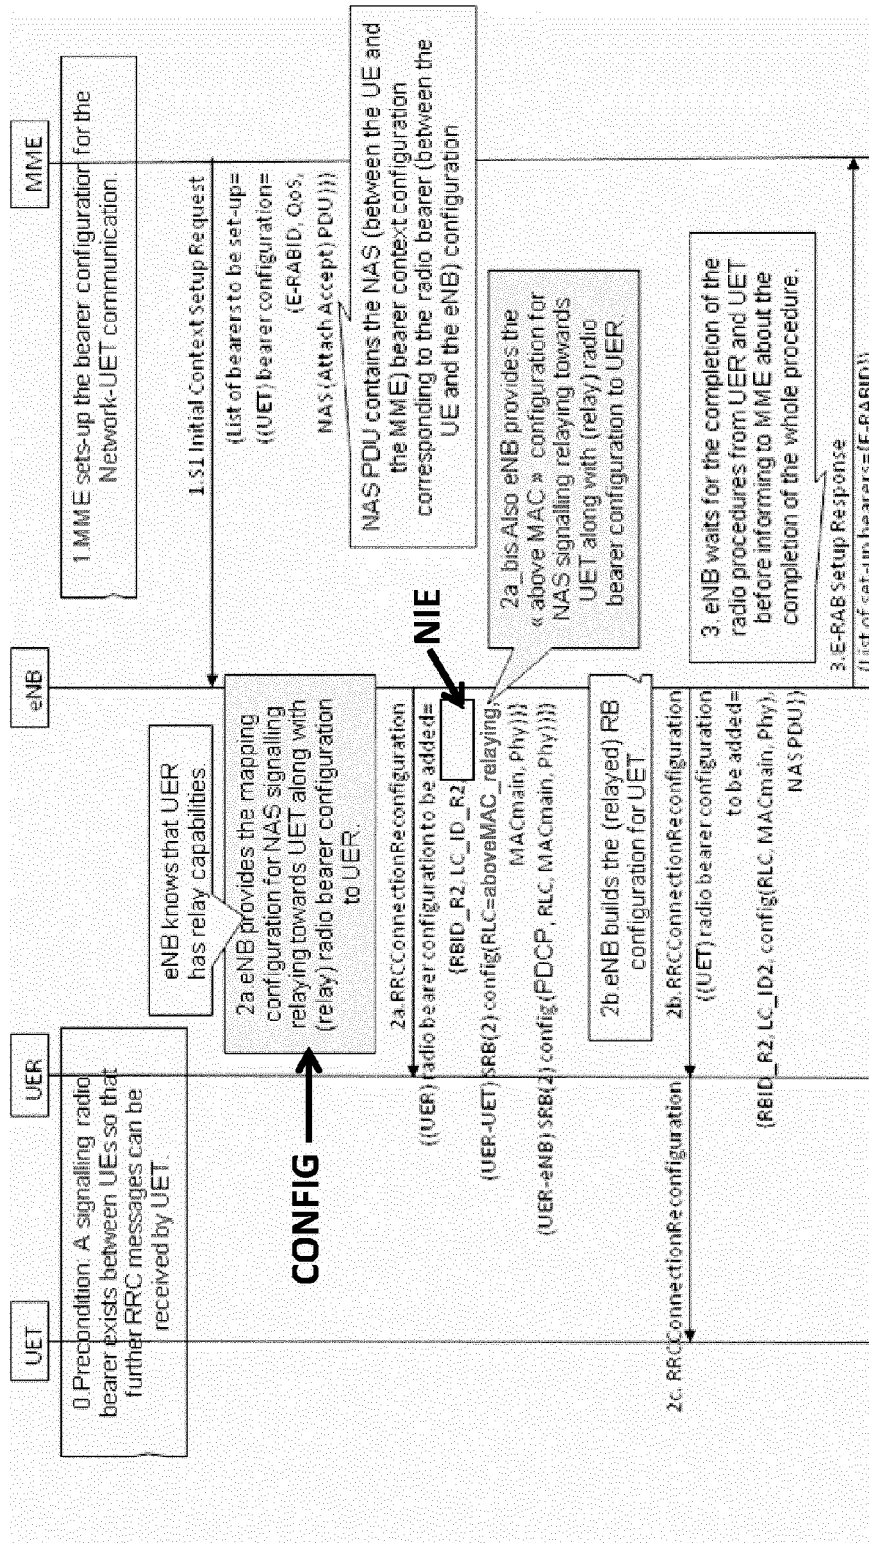 UET
UER
eNB
MME
0.Precondition: A signalling radio
bearer exists between UEs so that
further RRC messages can be
received by UET.
eNB knows that UER
has relay capabilities
1.MME sets-up the bearer configuration for the
Network-UET communication.
1.S1 Initial Context Setup Request
(List of bearers to be set-up=
((UET) bearer configuration=
(E-RABID, QoS,
NAS (Attach Accept) PDU)))
CONFIG
2a.eNB provides the mapping
configuration for NAS signalling
relaying towards UET along with
(relay) radio bearer configuration
to UER.
NAS PDU contains the NAS (between the UE and
the MME) bearer context configuration
corresponding to the radio bearer (between the
UE and the eNB) configuration
2a.RRCConnectionReconfiguration
((UER) radio bearer configuration to be added=
{RBID_R2, LC_ID_R2,
NIE
(UER-UET) SRB(2) config(RLC=aboveMAC_relaying,
MACmain, Phy)}}
(UER-eNB) SRB(2) config(PDCP, RLC, MACmain, Phy)}))
2a_bis.Also eNB provides the
« above MAC » configuration for
NAS signalling relaying towards
UET along with (relay) radio
bearer configuration to UER.
2b.eNB builds the (relayed) RB
configuration for UET
2c. RRCConnectionReconfiguration
2b.RRCConnectionReconfiguration
((UET) radio bearer configuration
to be added=
{RBID_R2, LC_ID2, config(RLC, MACmain, Phy),
NASPDU})
3. eNB waits for the completion of the
radio procedures from UER and UET
before informing to MME about the
completion of the whole procedure.
3.E-RAB Setup Response
(List of set-up bearers={E-RABID})